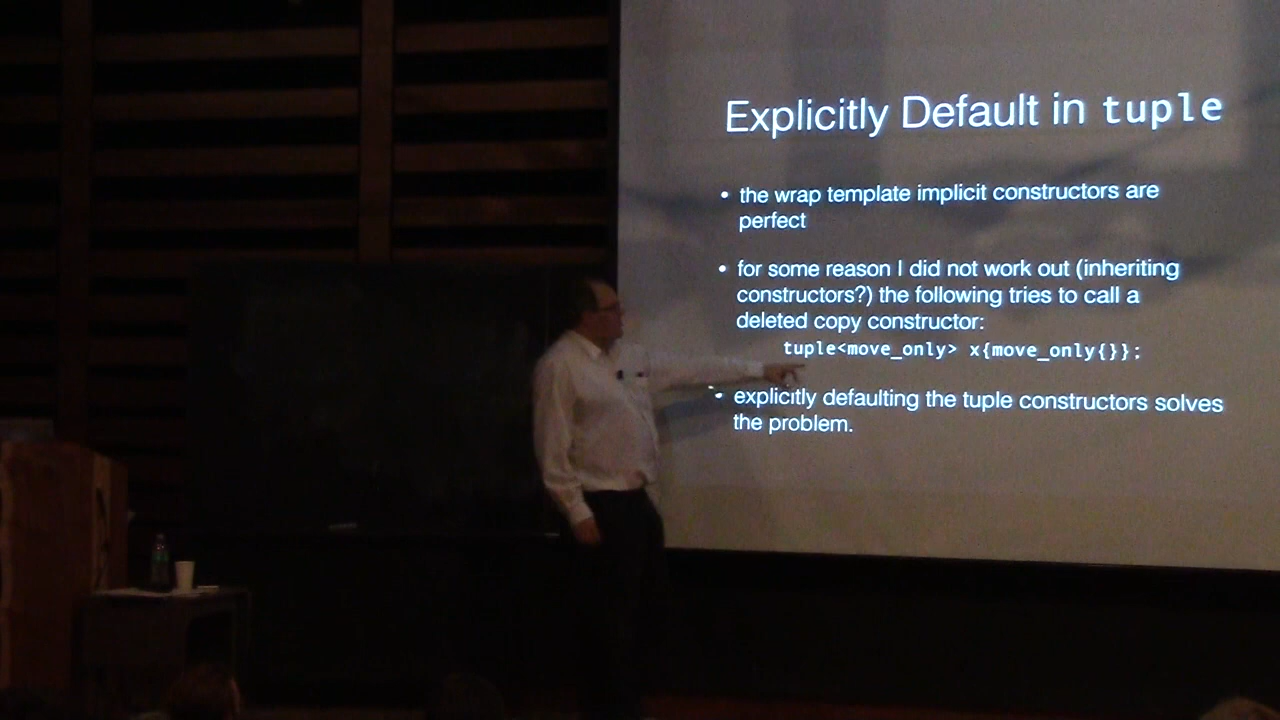 Explicitly Default in tuple
• the wrap template implicit constructors are
perfect
• for some reason I did not work out (inheriting
constructors?) the following tries to call a
deleted copy constructor:
tuple<move_only> x{move_only{}};
• explicitly defaulting the tuple constructors solves
the problem.